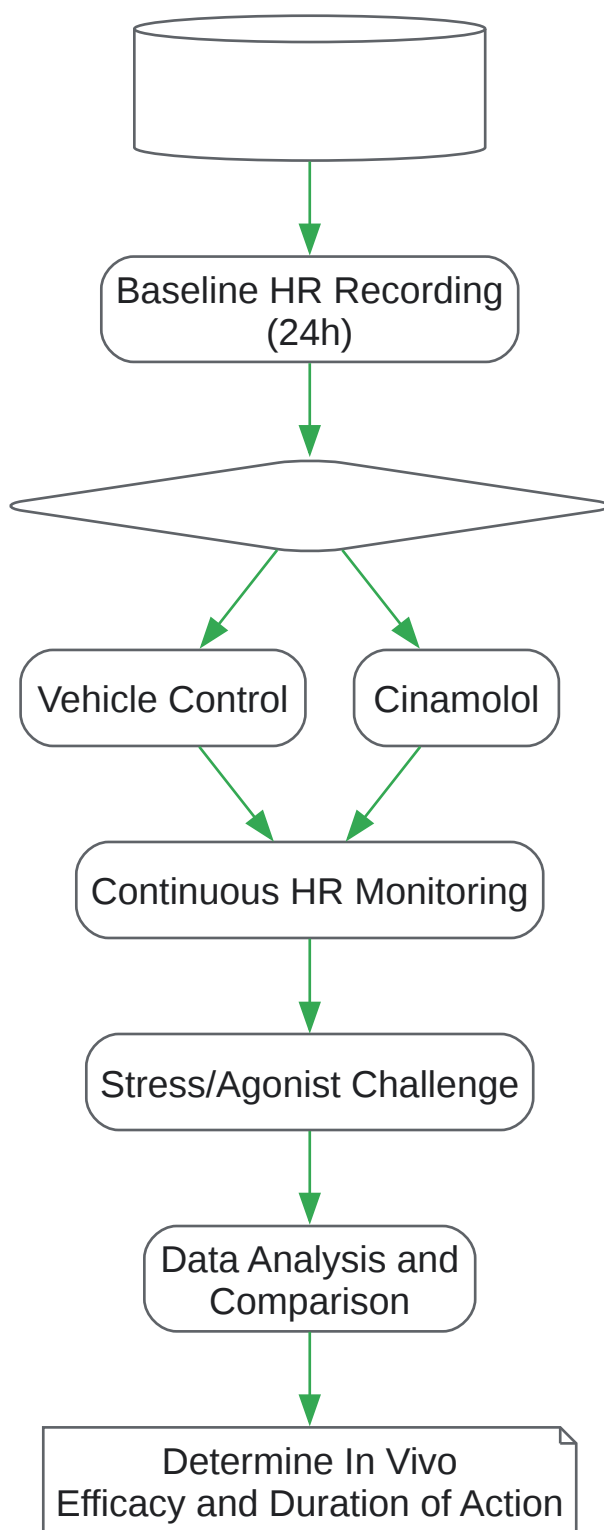 Baseline HR Recording
(24h)
Vehicle Control
Cinamolol
Continuous HR Monitoring
Stress/Agonist Challenge
Data Analysis and
Comparison
Determine In Vivo
Efficacy and Duration of Action